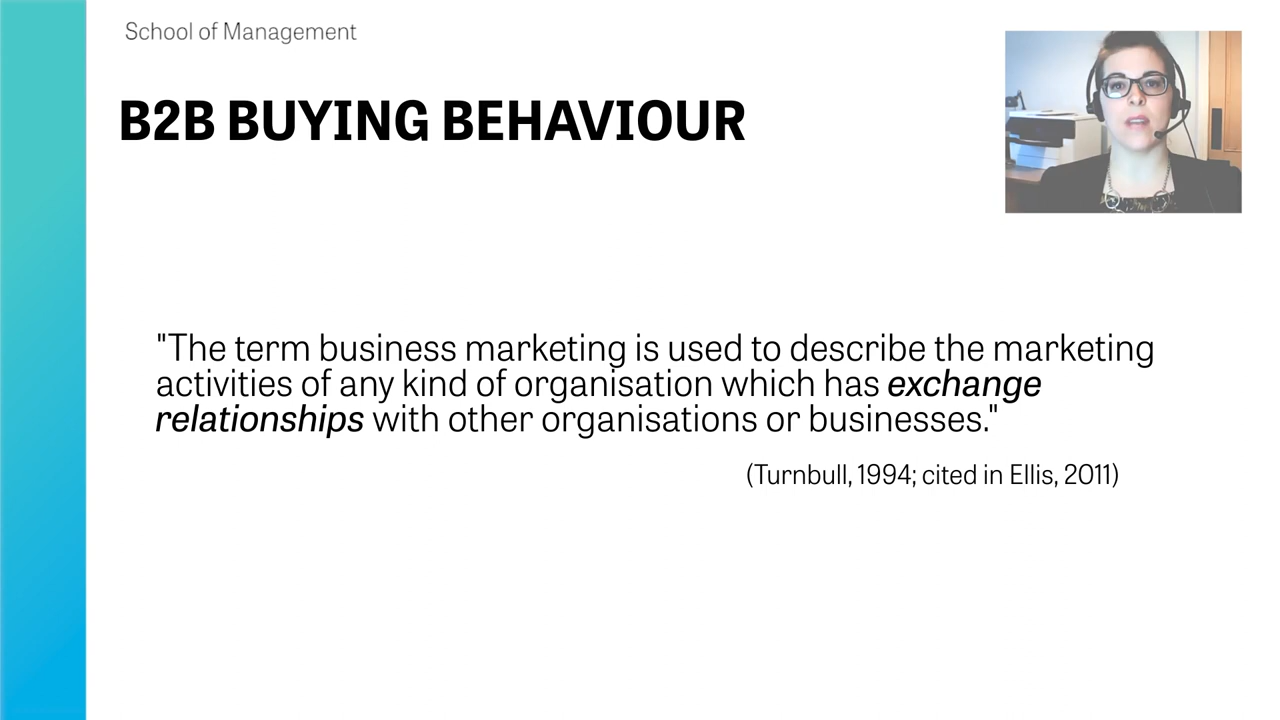 School of Management
B2B BUYING BEHAVIOUR
"The term business marketing is used to describe the marketing
activities of any kind of organisation which has exchange
relationships with other organisations or businesses."
(Turnbull, 1994; cited in Ellis, 2011)